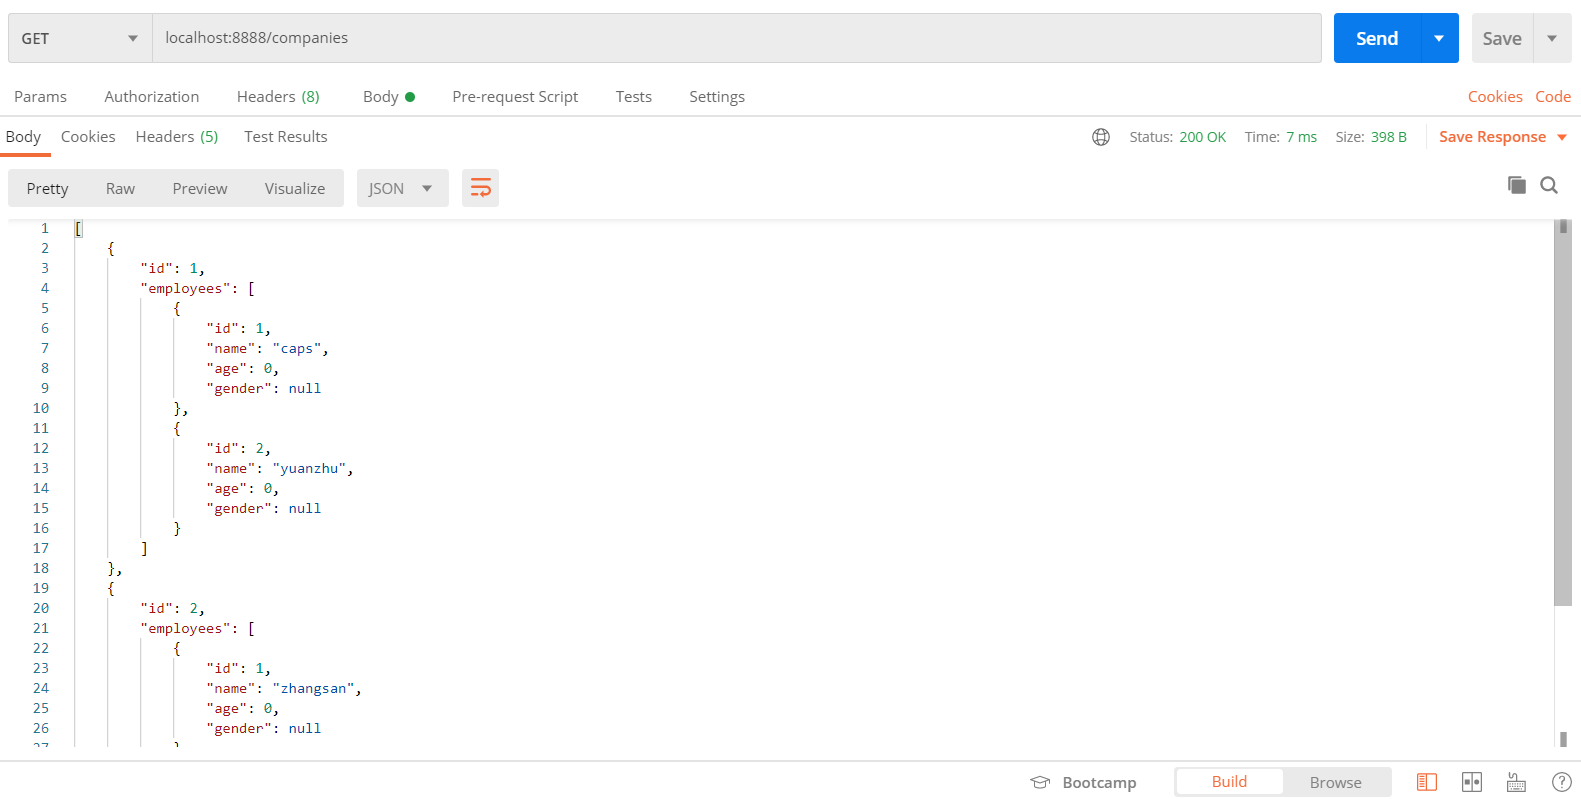 GET localhost:8888/companies Send Save
Params Authorization Headers (8) Body Pre-request Script Tests Settings Cookies Code
Body Cookies Headers (5) Test Results Status: 200 OK Time: 7 ms Size: 398 B Save Response
Pretty Raw Preview Visualize JSON
1 [
2 {
3 "id": 1,
4 "employees": [
5 {
6 "id": 1,
7 "name": "caps",
8 "age": 0,
9 "gender": null
10 },
11 {
12 "id": 2,
13 "name": "yuanzhu",
14 "age": 0,
15 "gender": null
16 }
17 ]
18 },
19 {
20 "id": 2,
21 "employees": [
22 {
23 "id": 1,
24 "name": "zhangsan",
25 "age": 0,
26 "gender": null
27 }
Bootcamp Build Browse